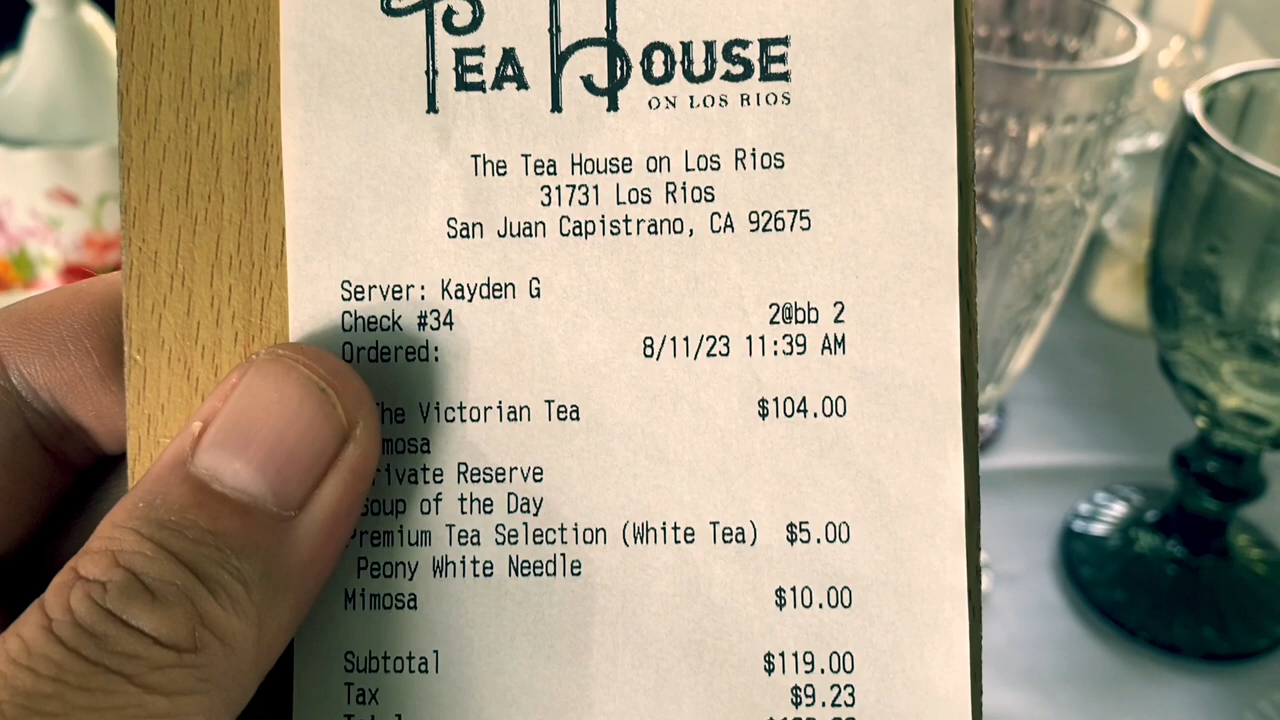 TEA HOUSE
ON LOS RIOS
The Tea House on Los Rios
31731 Los Rios
San Juan Capistrano, CA 92675
Server: Kayden G
Check #34 2@bb 2
Ordered: 8/11/23 11:39 AM
The Victorian Tea $104.00
mosa
rivate Reserve
Soup of the Day
Premium Tea Selection (White Tea) $5.00
Peony White Needle
Mimosa $10.00
Subtotal $119.00
Tax $9.23